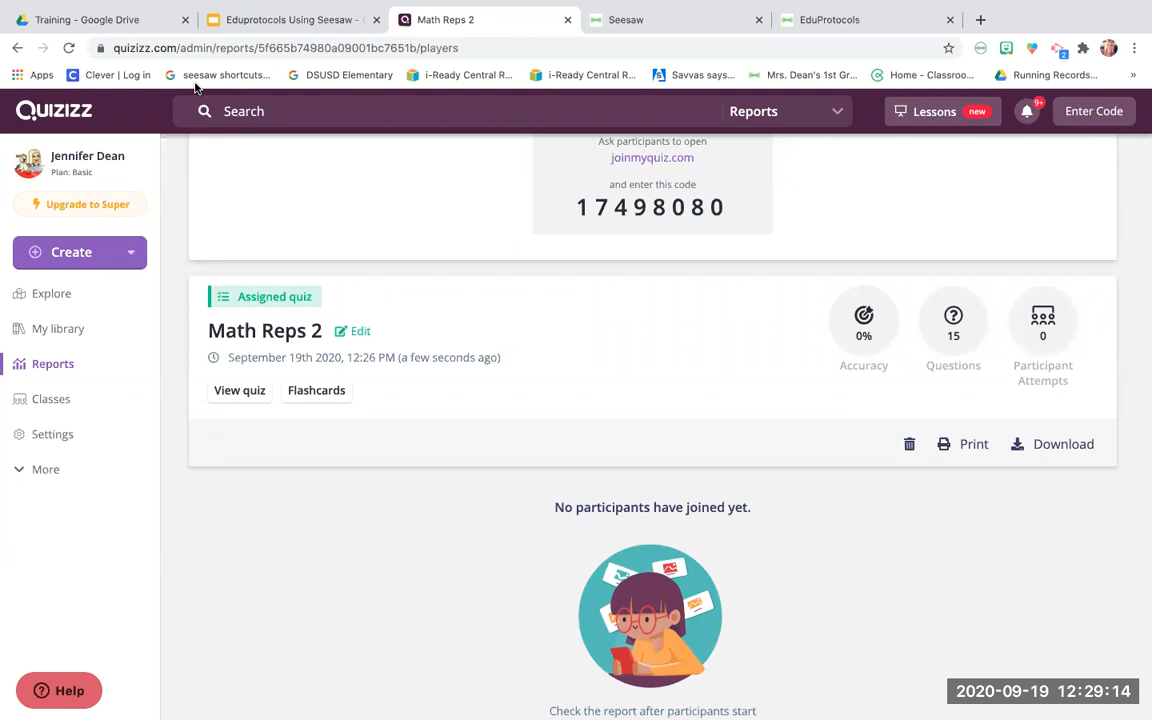 Training - Google Drive
Eduprotocols Using Seesaw -
Math Reps 2
Seesaw
EduProtocols
quizizz.com/admin/reports/5f665b74980a09001bc7651b/players
2
Apps
Clever | Log in
seesaw shortcuts...
DSUSD Elementary
i-Ready Central R...
i-Ready Central R...
Savvas says...
Mrs. Dean's 1st Gr...
Home - Classroo...
Running Records...
»
Quizizz
Search
Reports
Lessons new
9+
Enter Code
Jennifer Dean
Plan: Basic
Upgrade to Super
Create
Explore
My library
Reports
Classes
Settings
More
Help
Ask participants to open
joinmyquiz.com
and enter this code
17498080
Assigned quiz
Math Reps 2 Edit
September 19th 2020, 12:26 PM (a few seconds ago)
View quiz
Flashcards
0%
Accuracy
15
Questions
0
Participant
Attempts
Print
Download
No participants have joined yet.
Check the report after participants start
2020-09-19 12:29:14